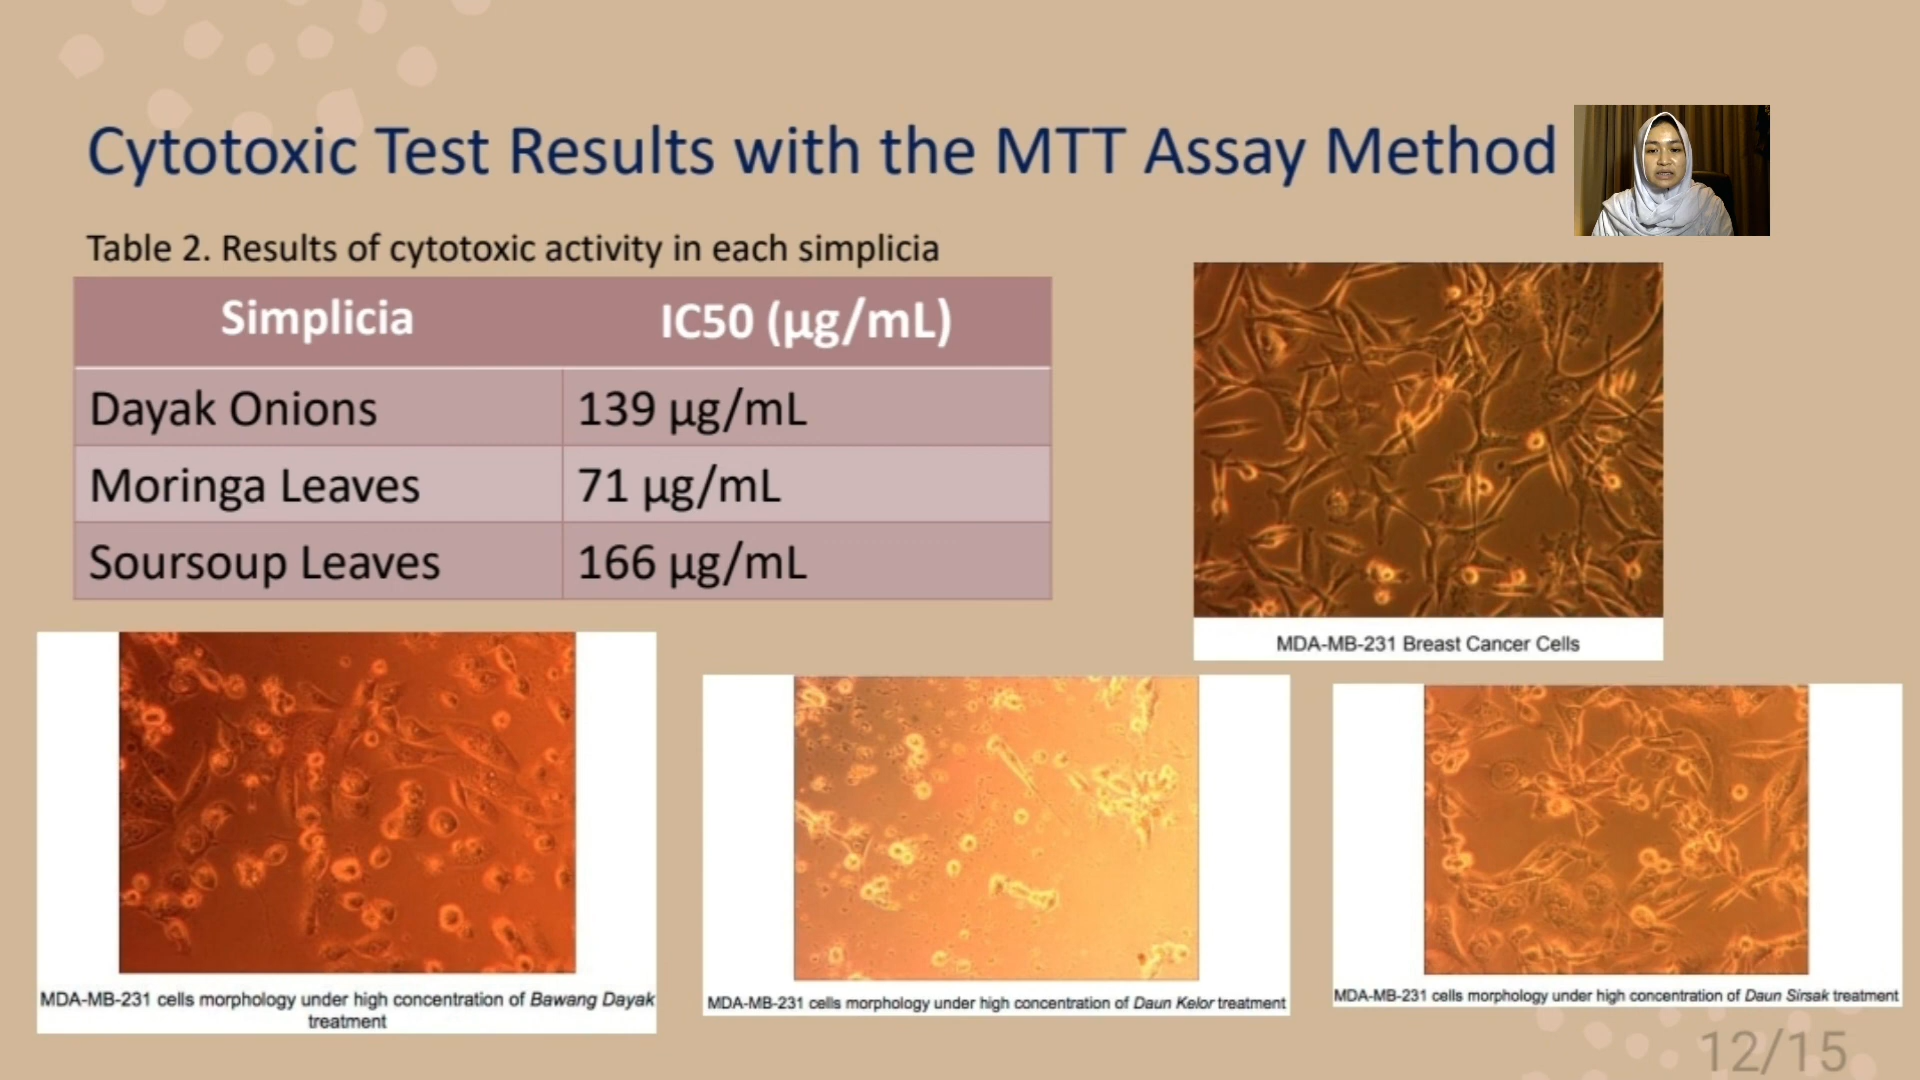 Cytotoxic Test Results with the MTT Assay Method
Table 2. Results of cytotoxic activity in each simplicia
Simplicia IC50 (µg/mL)
Dayak Onions 139 µg/mL
Moringa Leaves 71 µg/mL
Soursoup Leaves 166 µg/mL
MDA-MB-231 Breast Cancer Cells
MDA-MB-231 cells morphology under high concentration of Bawang Dayak
treatment
MDA-MB-231 cells morphology under high concentration of Daun Kelor treatment
MDA-MB-231 cells morphology under high concentration of Daun Sirsak treatment
12/15